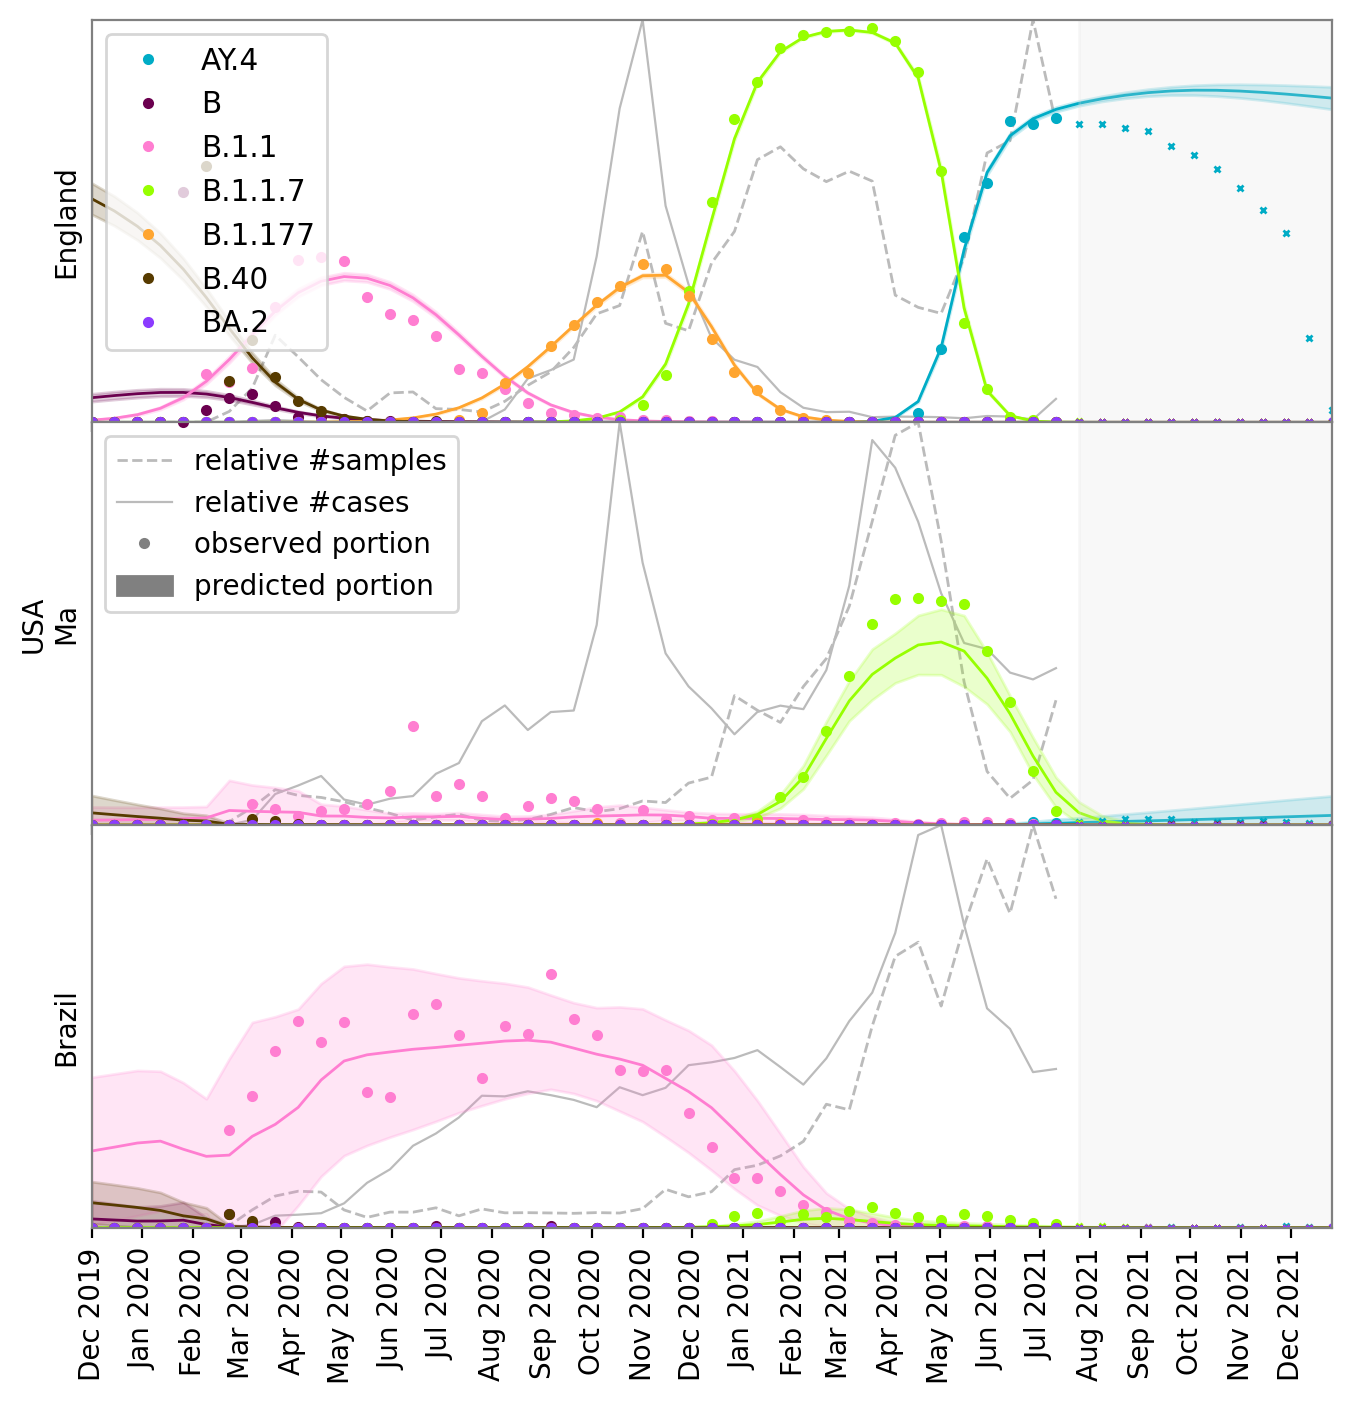 AY.4
B
B.1.1
B.1.1.7
B.1.177
B.40
BA.2
England
relative #samples
relative #cases
observed portion
predicted portion
USA
Ma
Brazil
Dec 2019
Jan 2020
Feb 2020
Mar 2020
Apr 2020
May 2020
Jun 2020
Jul 2020
Aug 2020
Sep 2020
Oct 2020
Nov 2020
Dec 2020
Jan 2021
Feb 2021
Mar 2021
Apr 2021
May 2021
Jun 2021
Jul 2021
Aug 2021
Sep 2021
Oct 2021
Nov 2021
Dec 2021